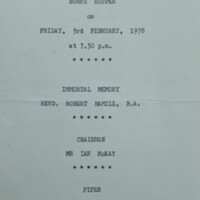 BURNS SUPPER
on
FRIDAY, 3rd FEBRUARY, 1978
at 7.30 p.m.
* * * * * *
IMMORTAL MEMORY
REVD. ROBERT HAMILL, B.A.
* * * * * *
CHAIRMAN
MR IAN McKAY
* * * * * *
PIPER